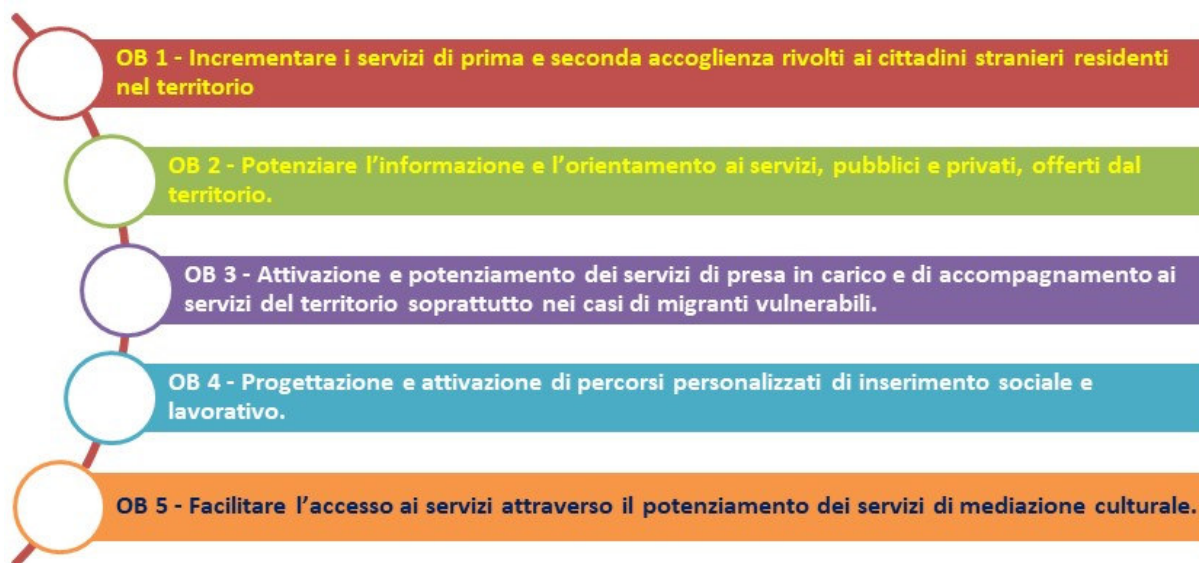 OB 1 - Incrementare i servizi di prima e seconda accoglienza rivolti ai cittadini stranieri residenti
nel territorio
OB 2 - Potenziare l’informazione e l’orientamento ai servizi, pubblici e privati, offerti dal
territorio.
OB 3 - Attivazione e potenziamento dei servizi di presa in carico e di accompagnamento ai
servizi del territorio soprattutto nei casi di migranti vulnerabili.
OB 4 - Progettazione e attivazione di percorsi personalizzati di inserimento sociale e
lavorativo.
OB 5 - Facilitare l’accesso ai servizi attraverso il potenziamento dei servizi di mediazione culturale.